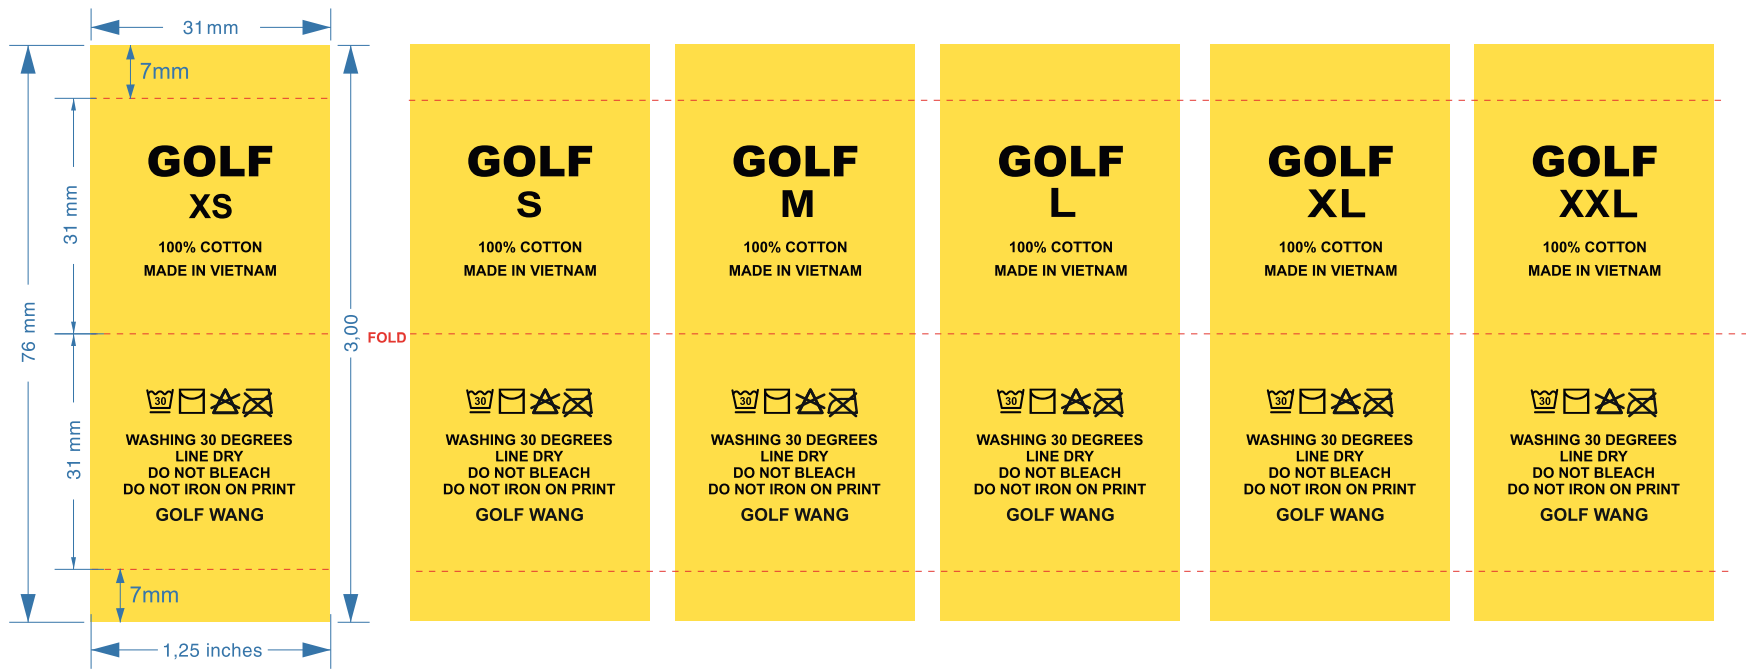 31mm
7mm
31 mm
76 mm
31 mm
7mm
1,25 inches
3,00
FOLD
GOLF
XS
100% COTTON
MADE IN VIETNAM
30
WASHING 30 DEGREES
LINE DRY
DO NOT BLEACH
DO NOT IRON ON PRINT
GOLF WANG
GOLF
S
100% COTTON
MADE IN VIETNAM
30
WASHING 30 DEGREES
LINE DRY
DO NOT BLEACH
DO NOT IRON ON PRINT
GOLF WANG
GOLF
M
100% COTTON
MADE IN VIETNAM
30
WASHING 30 DEGREES
LINE DRY
DO NOT BLEACH
DO NOT IRON ON PRINT
GOLF WANG
GOLF
L
100% COTTON
MADE IN VIETNAM
30
WASHING 30 DEGREES
LINE DRY
DO NOT BLEACH
DO NOT IRON ON PRINT
GOLF WANG
GOLF
XL
100% COTTON
MADE IN VIETNAM
30
WASHING 30 DEGREES
LINE DRY
DO NOT BLEACH
DO NOT IRON ON PRINT
GOLF WANG
GOLF
XXL
100% COTTON
MADE IN VIETNAM
30
WASHING 30 DEGREES
LINE DRY
DO NOT BLEACH
DO NOT IRON ON PRINT
GOLF WANG